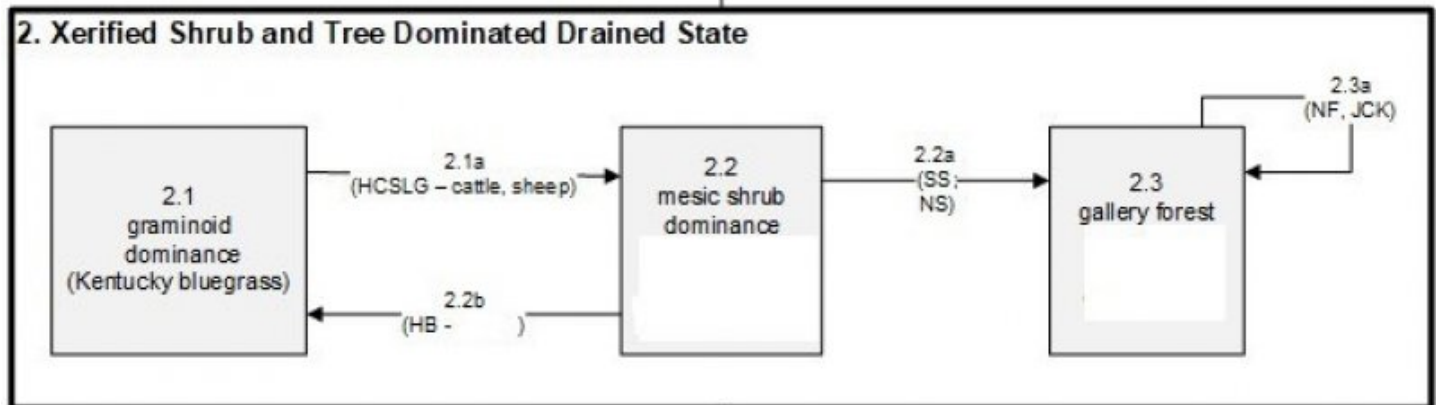 2. Xerified Shrub and Tree Dominated Drained State
2.1
graminoid
dominance
(Kentucky bluegrass)
2.1a
(HCSLG – cattle, sheep)
2.2b
(HB - )
2.2
mesic shrub
dominance
2.2a
(SS;
NS)
2.3
gallery forest
2.3a
(NF, JCK)